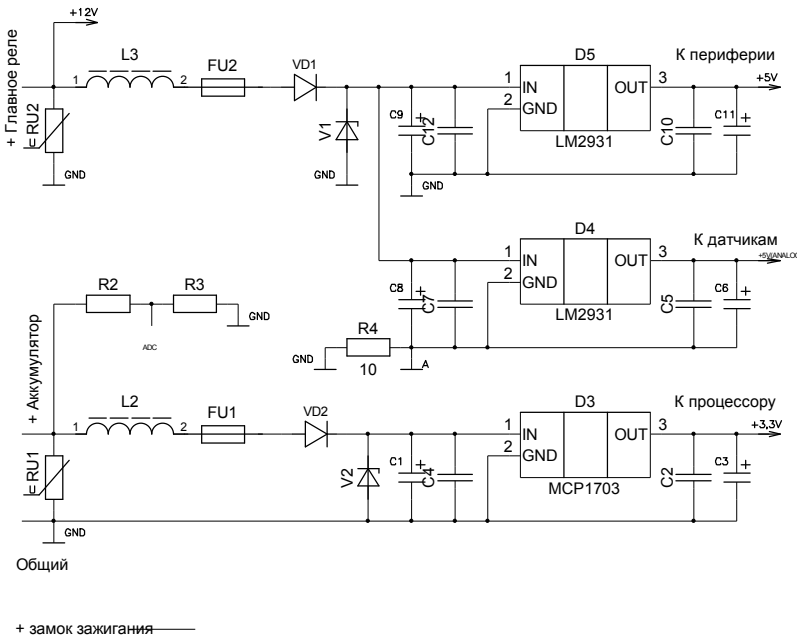 +12V
L3
FU2
VD1
D5
К периферии
1
2
1
IN
OUT
3
+5V
2
GND
LM2931
+ Главное реле
RU2
GND
V1
GND
C9
+
C12
C10
C11
+
GND
D4
К датчикам
1
IN
OUT
3
2
GND
LM2931
R2
R3
GND
ADC
C8
+
C7
C5
C6
+
R4
10
GND
A
+ Аккумулятор
L2
FU1
VD2
D3
К процессору
1
2
1
IN
OUT
3
+3,3V
2
GND
MCP1703
RU1
V2
C1
+
C4
C2
C3
+
GND
Общий
+ замок зажигания